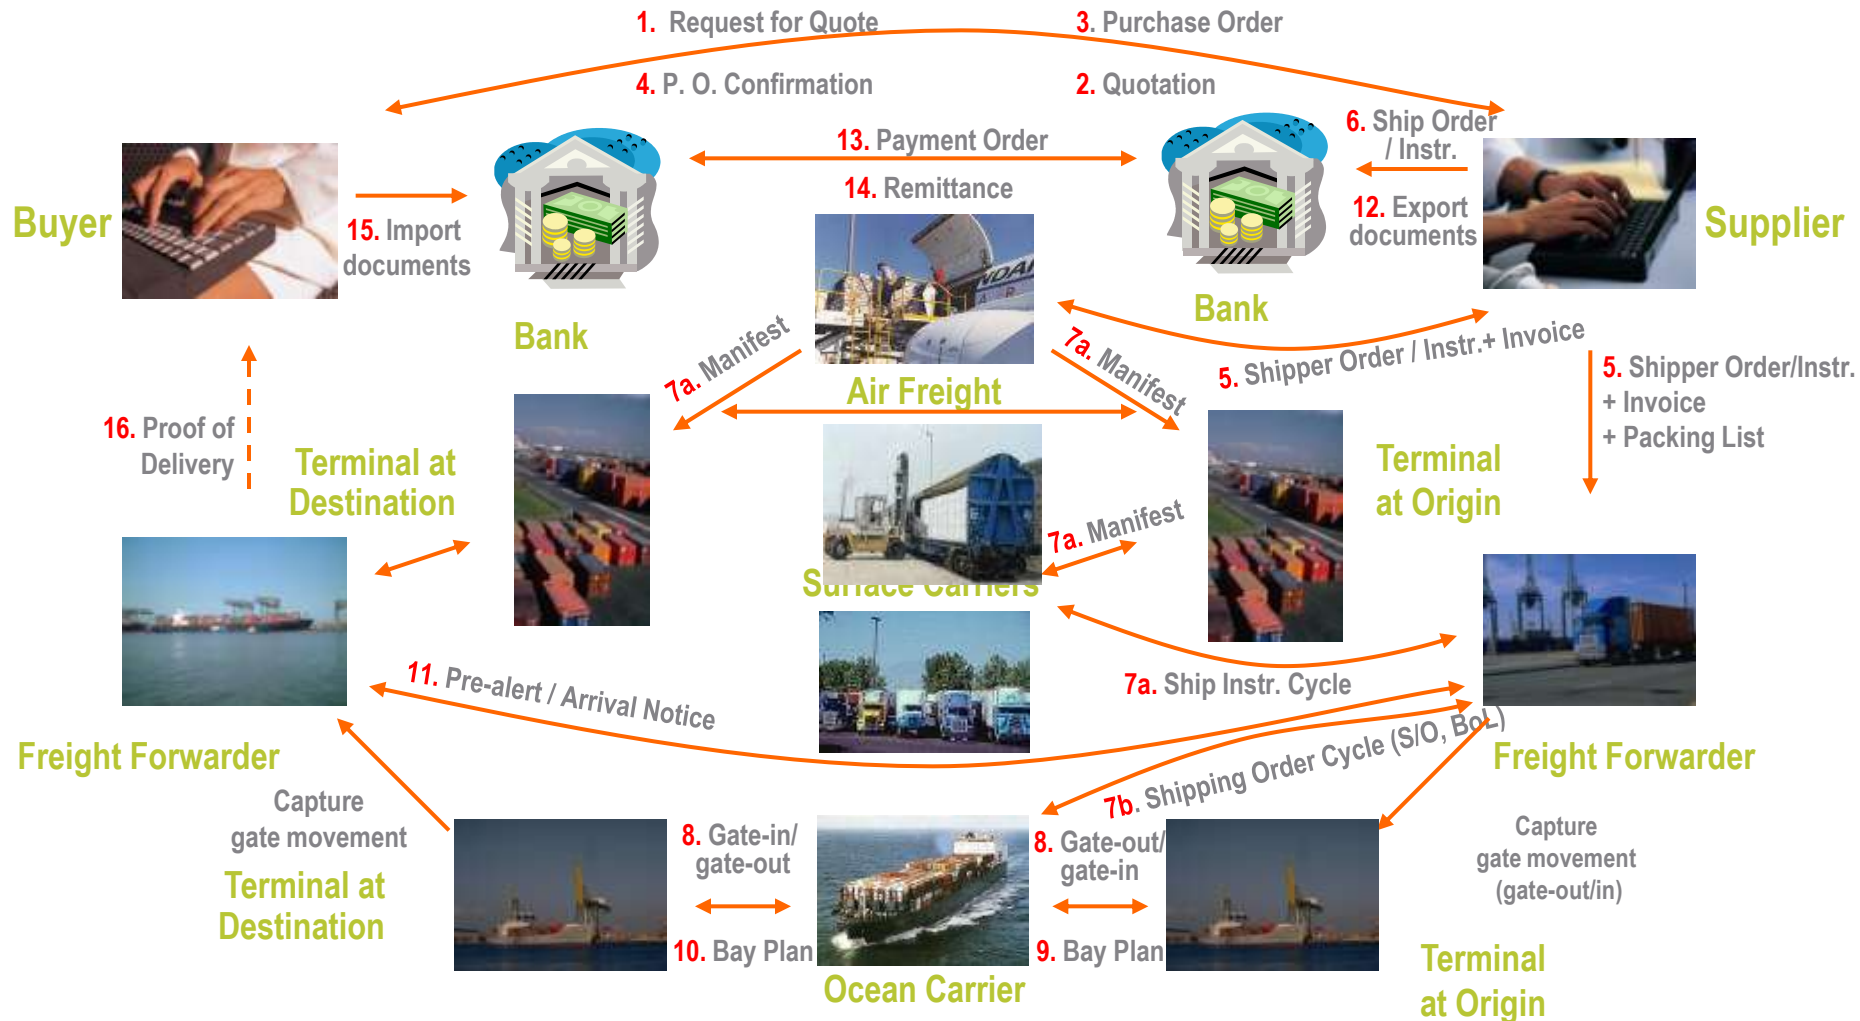 1. Request for Quote
3. Purchase Order
4. P. O. Confirmation
2. Quotation
6. Ship Order
/ Instr.
13. Payment Order
14. Remittance
Buyer
15. Import
documents
12. Export
documents
Supplier
NDAI
A R
Bank
Bank
7a. Manifest
7a. Manifest
5. Shipper Order / Instr.+ Invoice
5. Shipper Order/Instr.
+ Invoice
+ Packing List
Air Freight
16. Proof of
Delivery
Terminal at
Destination
Terminal
at Origin
7a. Manifest
Surface Carriers
11. Pre-alert / Arrival Notice
7a. Ship Instr. Cycle
7b. Shipping Order Cycle (S/O, BoL)
Freight Forwarder
Freight Forwarder
Capture
gate movement
8. Gate-in/
gate-out
8. Gate-out/
gate-in
Capture
gate movement
(gate-out/in)
Terminal at
Destination
10. Bay Plan
9. Bay Plan
Ocean Carrier
Terminal
at Origin